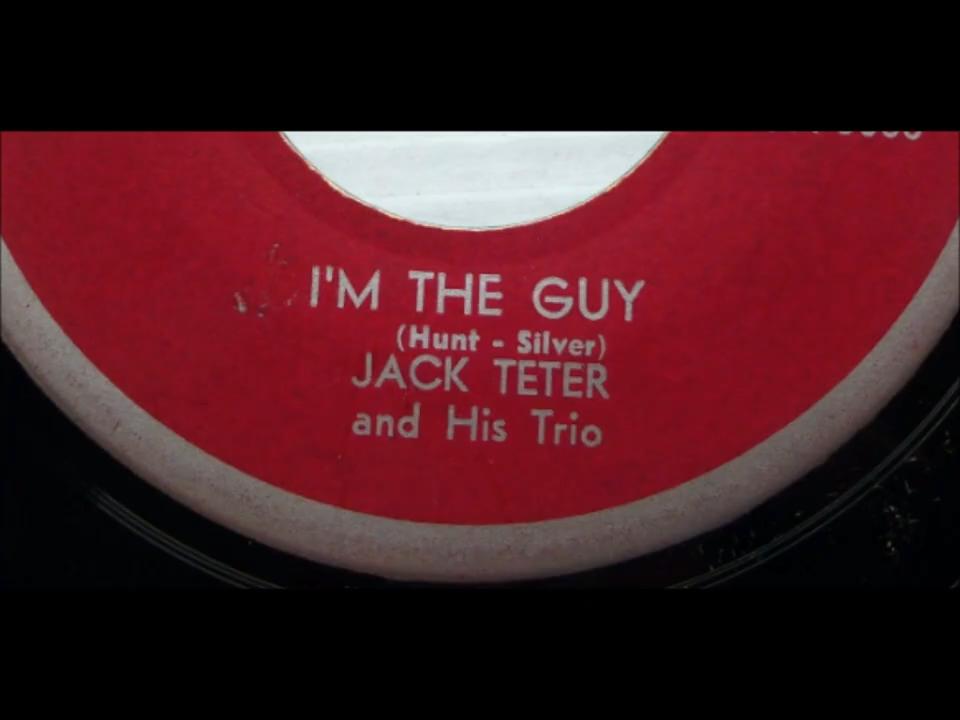 I'M THE GUY
(Hunt - Silver)
JACK TETER
and His Trio